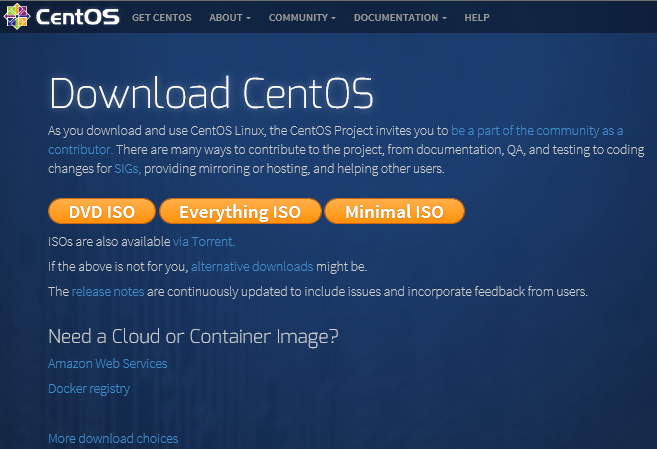 CentOS GET CENTOS ABOUT COMMUNITY DOCUMENTATION HELP
Download CentOS
As you download and use CentOS Linux, the CentOS Project invites you to be a part of the community as a
contributor. There are many ways to contribute to the project, from documentation, QA, and testing to coding
changes for SIGs, providing mirroring or hosting, and helping other users.
DVD ISO Everything ISO Minimal ISO
ISOs are also available via Torrent.
If the above is not for you, alternative downloads might be.
The release notes are continuously updated to include issues and incorporate feedback from users.
Need a Cloud or Container Image?
Amazon Web Services
Docker registry
More download choices